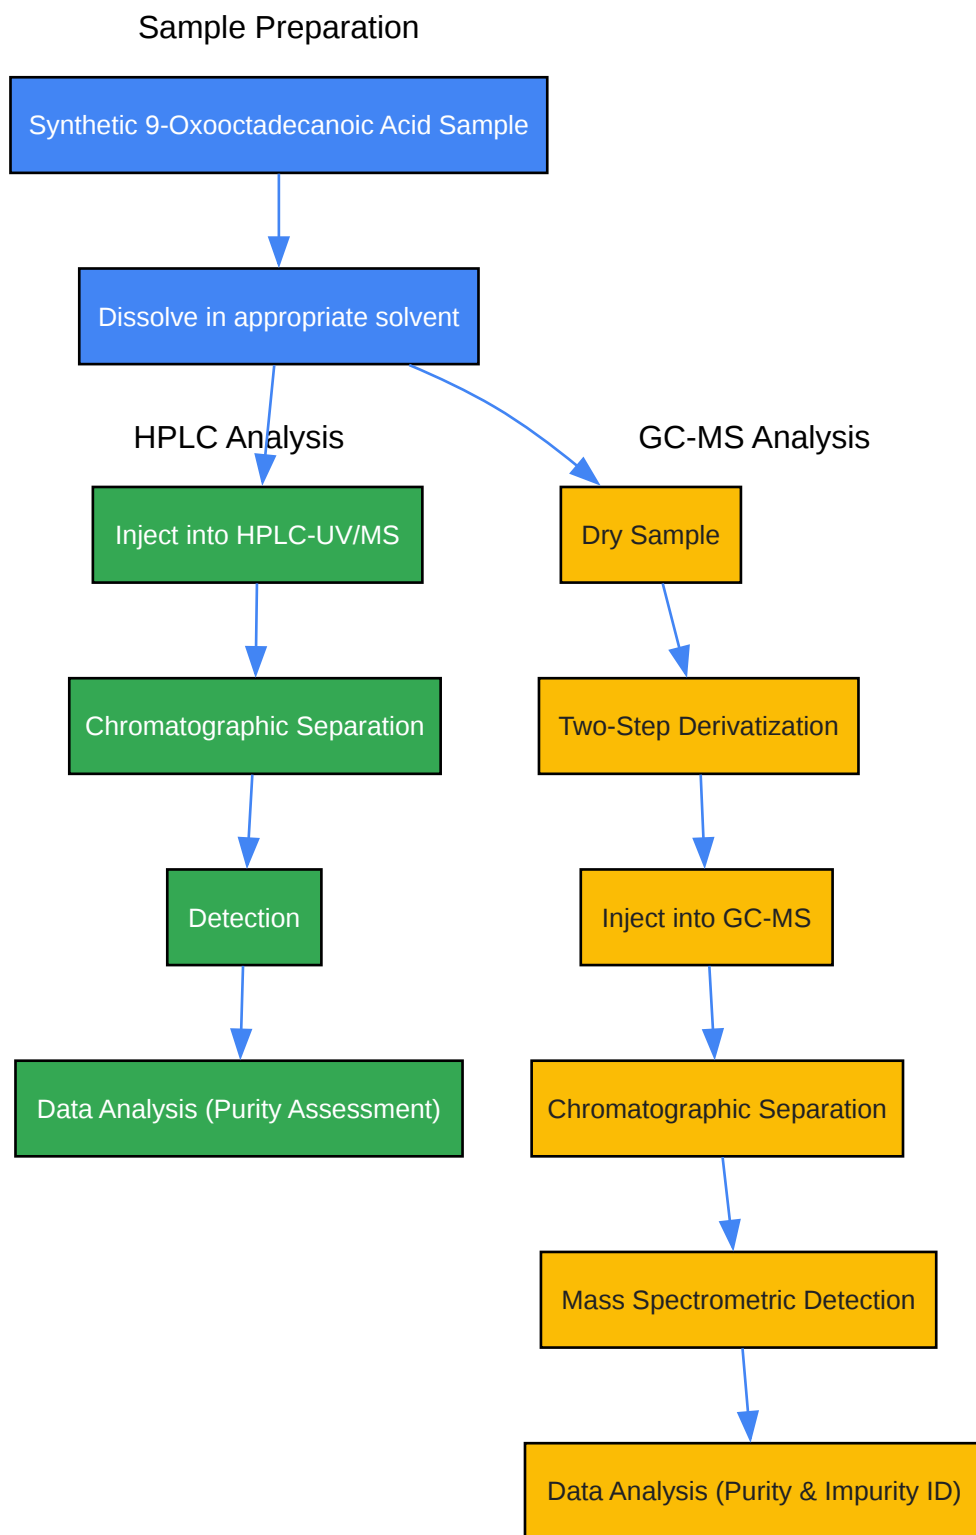 Sample Preparation
Synthetic 9-Oxooctadecanoic Acid Sample
Dissolve in appropriate solvent
HPLC Analysis
Inject into HPLC-UV/MS
Chromatographic Separation
Detection
Data Analysis (Purity Assessment)
GC-MS Analysis
Dry Sample
Two-Step Derivatization
Inject into GC-MS
Chromatographic Separation
Mass Spectrometric Detection
Data Analysis (Purity & Impurity ID)